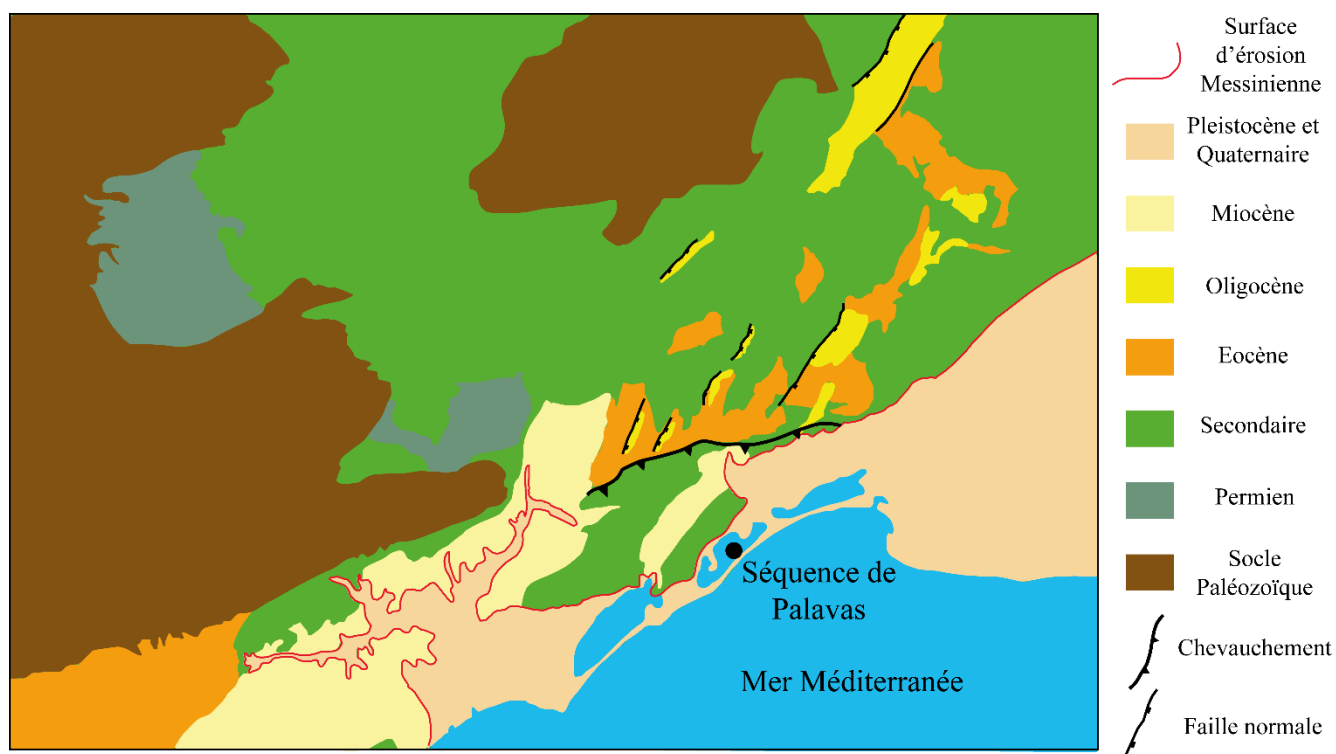 Séquence de
Palavas
Mer Méditerranée
Surface
d'érosion
Messinienne
Pleistocène et
Quaternaire
Miocène
Oligocène
Eocène
Secondaire
Permien
Socle
Paléozoïque
Chevauchement
Faille normale